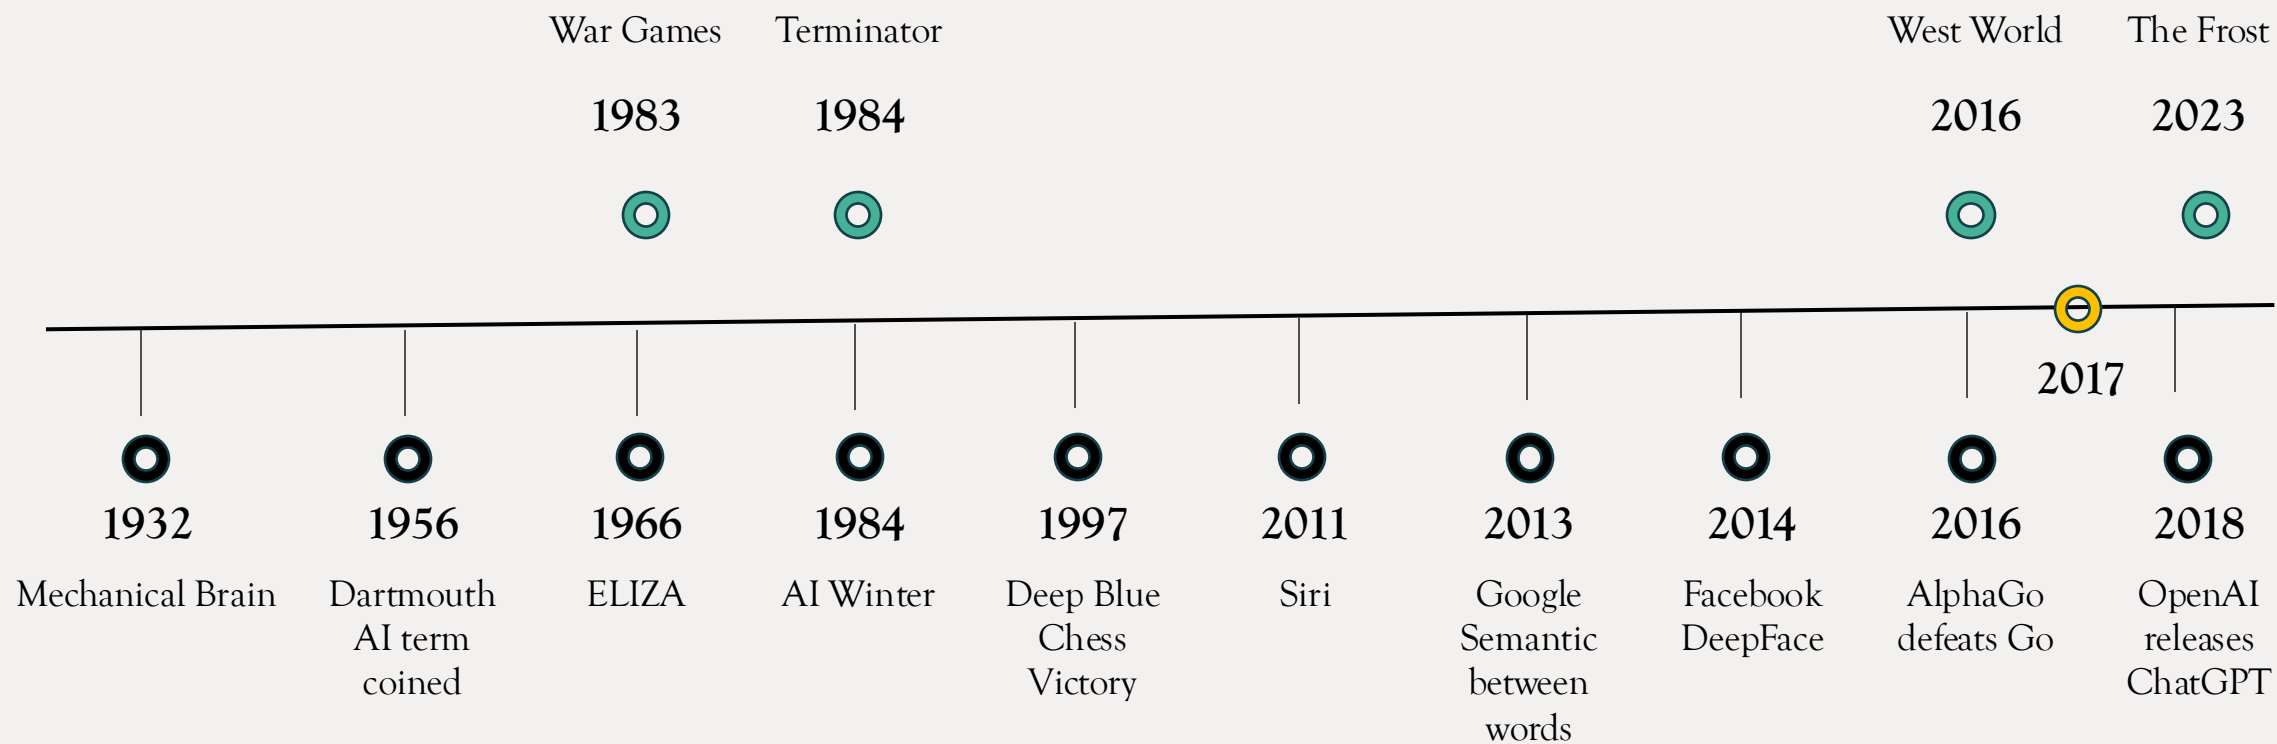 War Games
Terminator
West World
The Frost
1983
1984
2016
2023
2017
1932
1956
1966
1984
1997
2011
2013
2014
2016
2018
Mechanical Brain
Dartmouth
AI term
coined
ELIZA
AI Winter
Deep Blue
Chess
Victory
Siri
Google
Semantic
between
words
Facebook
DeepFace
AlphaGo
defeats Go
OpenAI
releases
ChatGPT